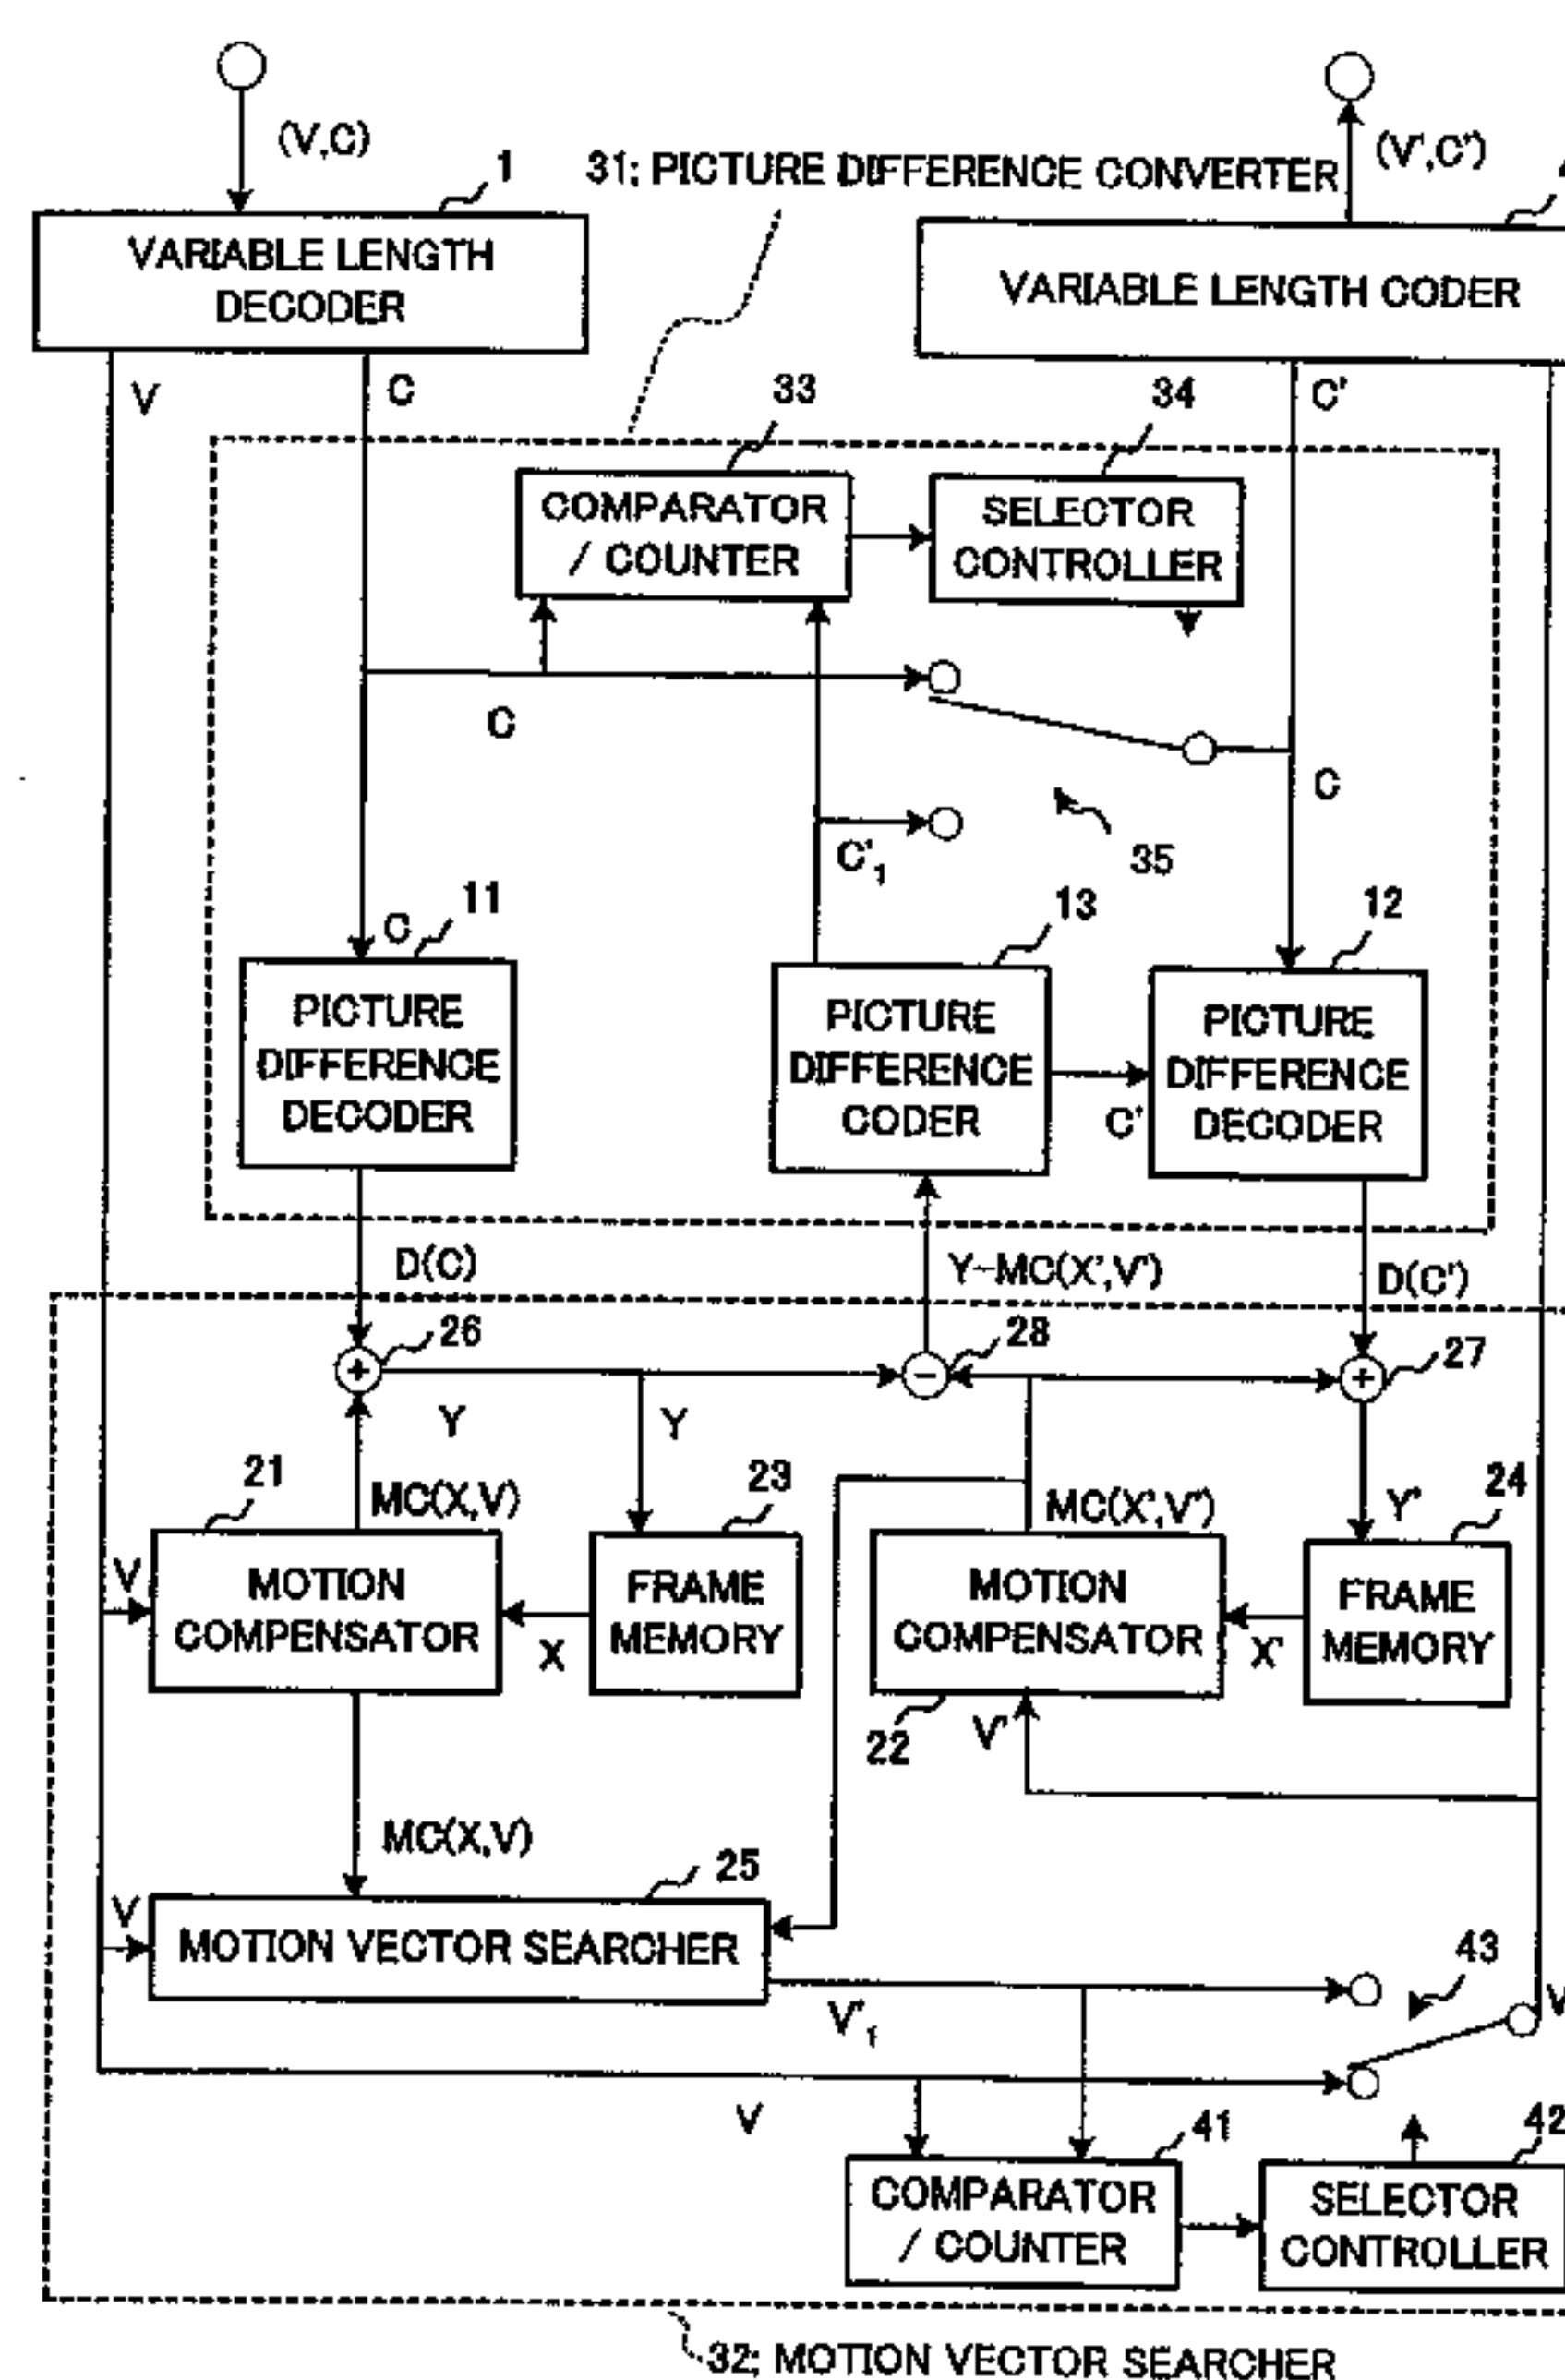 (V,C)
(V',C')
1
31; PICTURE DIFFERENCE CONVERTER
VARIABLE LENGTH
DECODER
VARIABLE LENGTH CODER
V
C
33
34
C'
COMPARATOR
/ COUNTER
SELECTOR
CONTROLLER
C
C
C'1
35
C
11
13
12
PICTURE
DIFFERENCE
DECODER
PICTURE
DIFFERENCE
CODER
C'
PICTURE
DIFFERENCE
DECODER
D(C)
Y-MC(X',V')
D(C')
26
28
27
Y
Y
21
MC(X,V)
23
MC(X',V')
Y'
24
V
MOTION
COMPENSATOR
X
FRAME
MEMORY
MOTION
COMPENSATOR
X'
FRAME
MEMORY
22
V'
MC(X,V)
25
V
MOTION VECTOR SEARCHER
43
V'1
V
41
42
COMPARATOR
/ COUNTER
SELECTOR
CONTROLLER
32; MOTION VECTOR SEARCHER